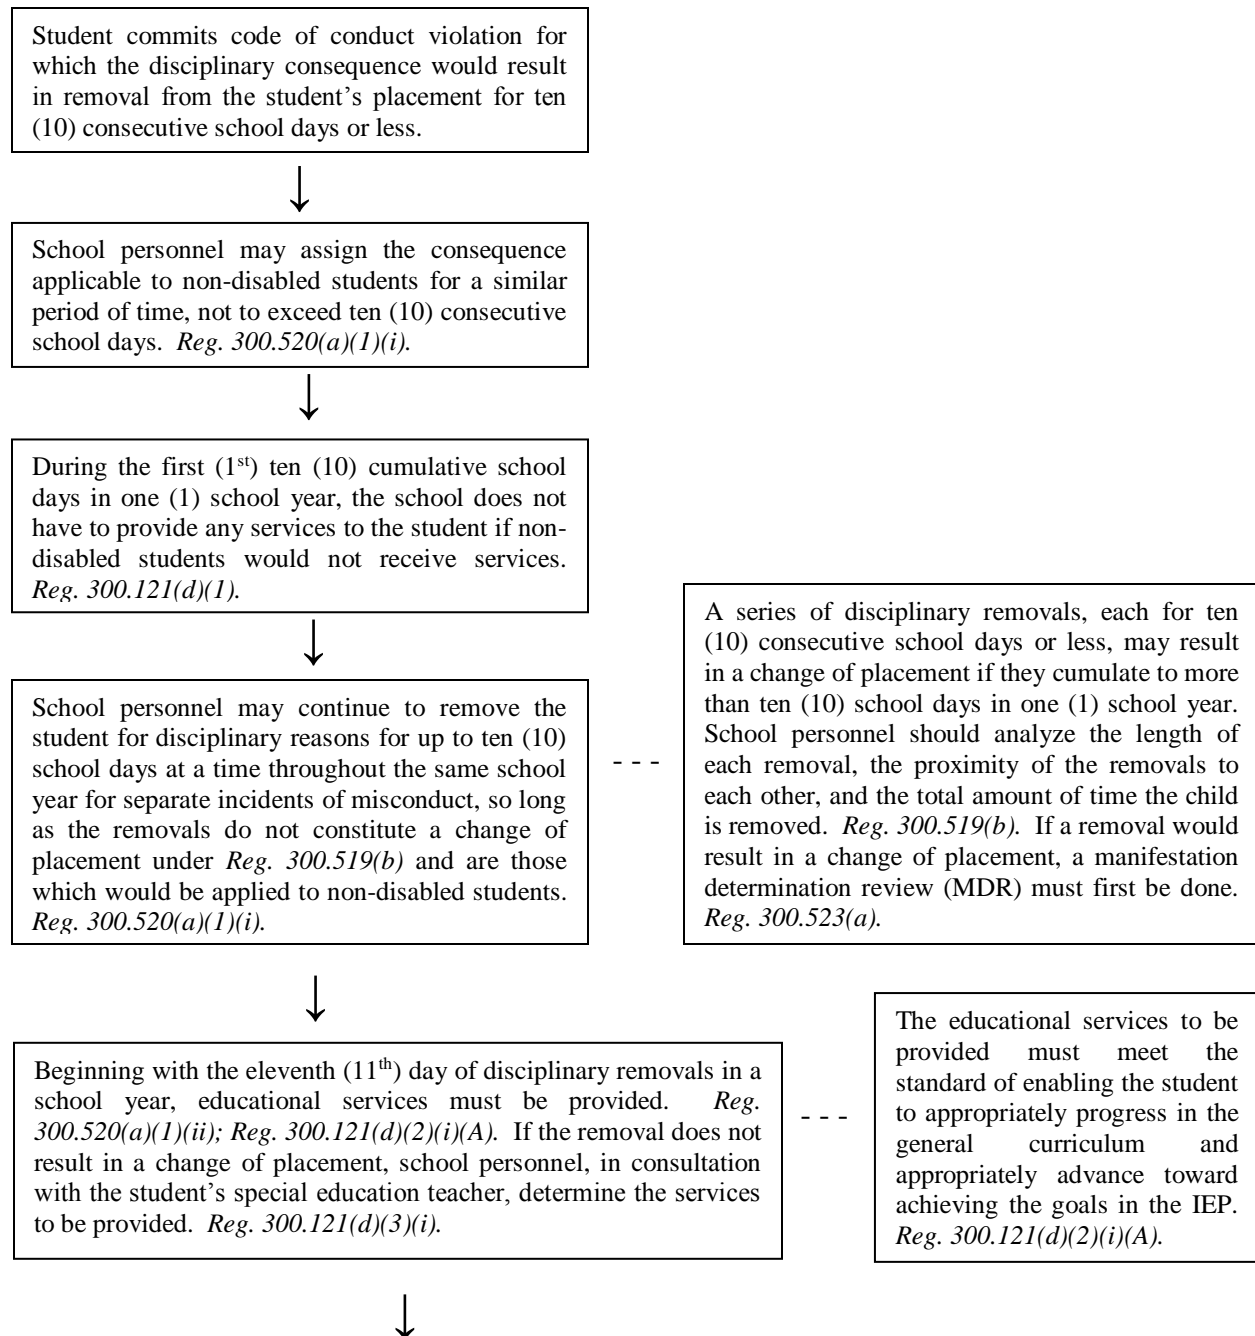 Student commits code of conduct violation for
which the disciplinary consequence would result
in removal from the student’s placement for ten
(10) consecutive school days or less.
↓
School personnel may assign the consequence
applicable to non-disabled students for a similar
period of time, not to exceed ten (10) consecutive
school days. Reg. 300.520(a)(1)(i).
↓
During the first (1st) ten (10) cumulative school
days in one (1) school year, the school does not
have to provide any services to the student if non-
disabled students would not receive services.
Reg. 300.121(d)(1).
↓
School personnel may continue to remove the
student for disciplinary reasons for up to ten (10)
school days at a time throughout the same school
year for separate incidents of misconduct, so long
as the removals do not constitute a change of
placement under Reg. 300.519(b) and are those
which would be applied to non-disabled students.
Reg. 300.520(a)(1)(i).
- - -
A series of disciplinary removals, each for ten
(10) consecutive school days or less, may result
in a change of placement if they cumulate to more
than ten (10) school days in one (1) school year.
School personnel should analyze the length of
each removal, the proximity of the removals to
each other, and the total amount of time the child
is removed. Reg. 300.519(b). If a removal would
result in a change of placement, a manifestation
determination review (MDR) must first be done.
Reg. 300.523(a).
↓
Beginning with the eleventh (11th) day of disciplinary removals in a
school year, educational services must be provided. Reg.
300.520(a)(1)(ii); Reg. 300.121(d)(2)(i)(A). If the removal does not
result in a change of placement, school personnel, in consultation
with the student’s special education teacher, determine the services
to be provided. Reg. 300.121(d)(3)(i).
- - -
The educational services to be
provided must meet the
standard of enabling the student
to appropriately progress in the
general curriculum and
appropriately advance toward
achieving the goals in the IEP.
Reg. 300.121(d)(2)(i)(A).
↓